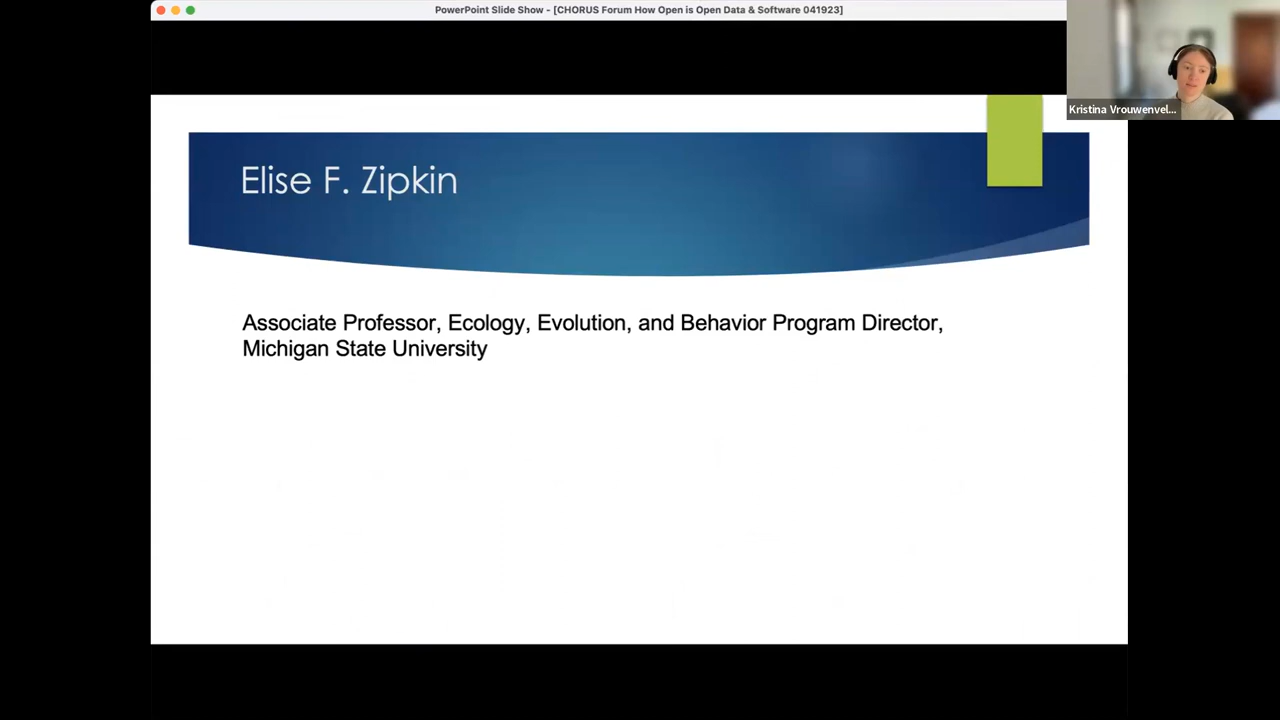 PowerPoint Slide Show - [CHORUS Forum How Open is Open Data & Software 041923]
Kristina Vrouwenvel...
Elise F. Zipkin
Associate Professor, Ecology, Evolution, and Behavior Program Director,
Michigan State University